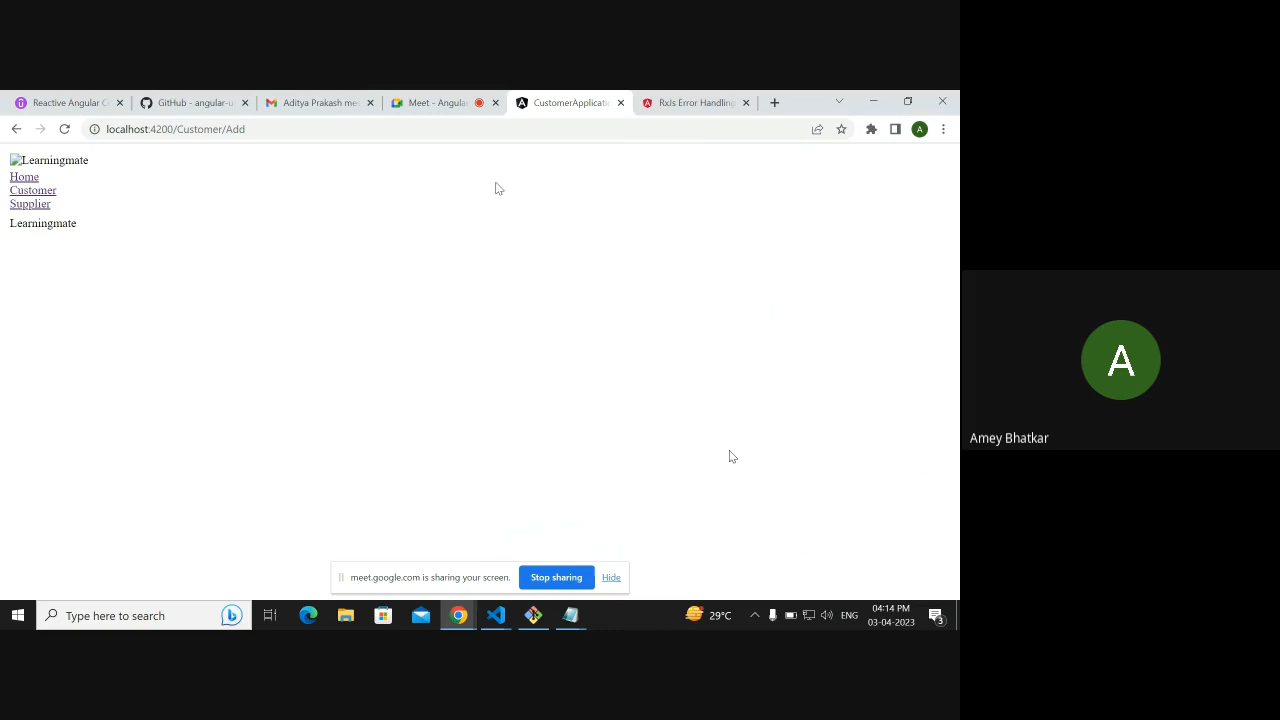 Reactive Angular C
GitHub - angular-u
Aditya Prakash me
Meet - Angular
CustomerApplicati
RxJs Error Handling
localhost:4200/Customer/Add
A
Learningmate
Home
Customer
Supplier
Learningmate
A
Amey Bhatkar
meet.google.com is sharing your screen.
Stop sharing
Hide
Type here to search
29°C
ENG
04:14 PM
03-04-2023
3